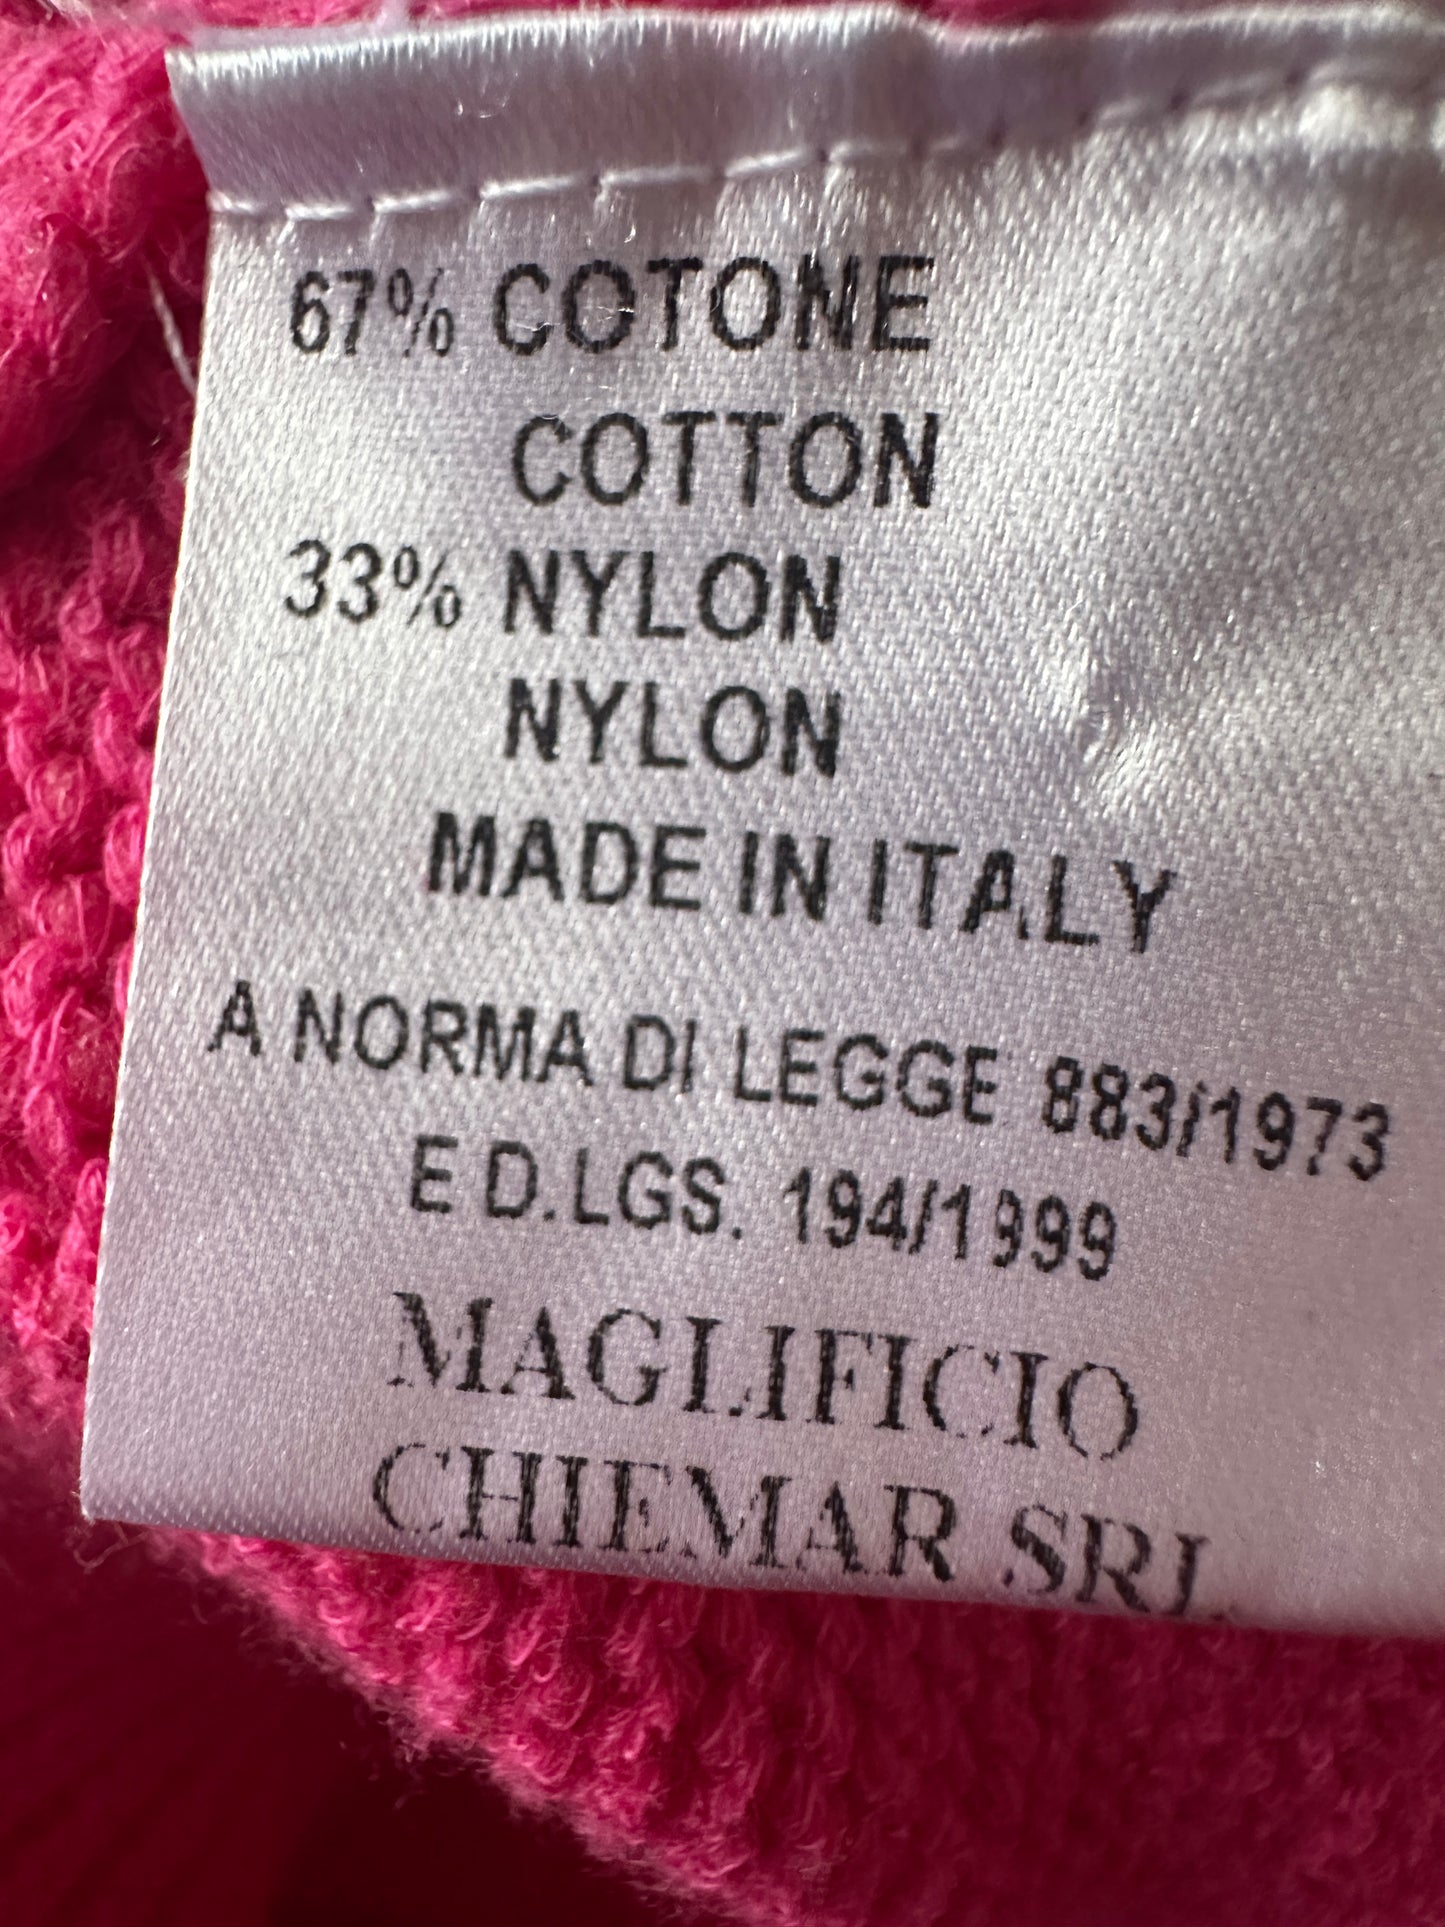 67% COTONE
COTTON
33% NYLON
NYLON
MADE IN ITALY
A NORMA DI LEGGE 883/1973
E D.LGS. 194/1999
MAGLIFICIO
CHIEMAR SRL